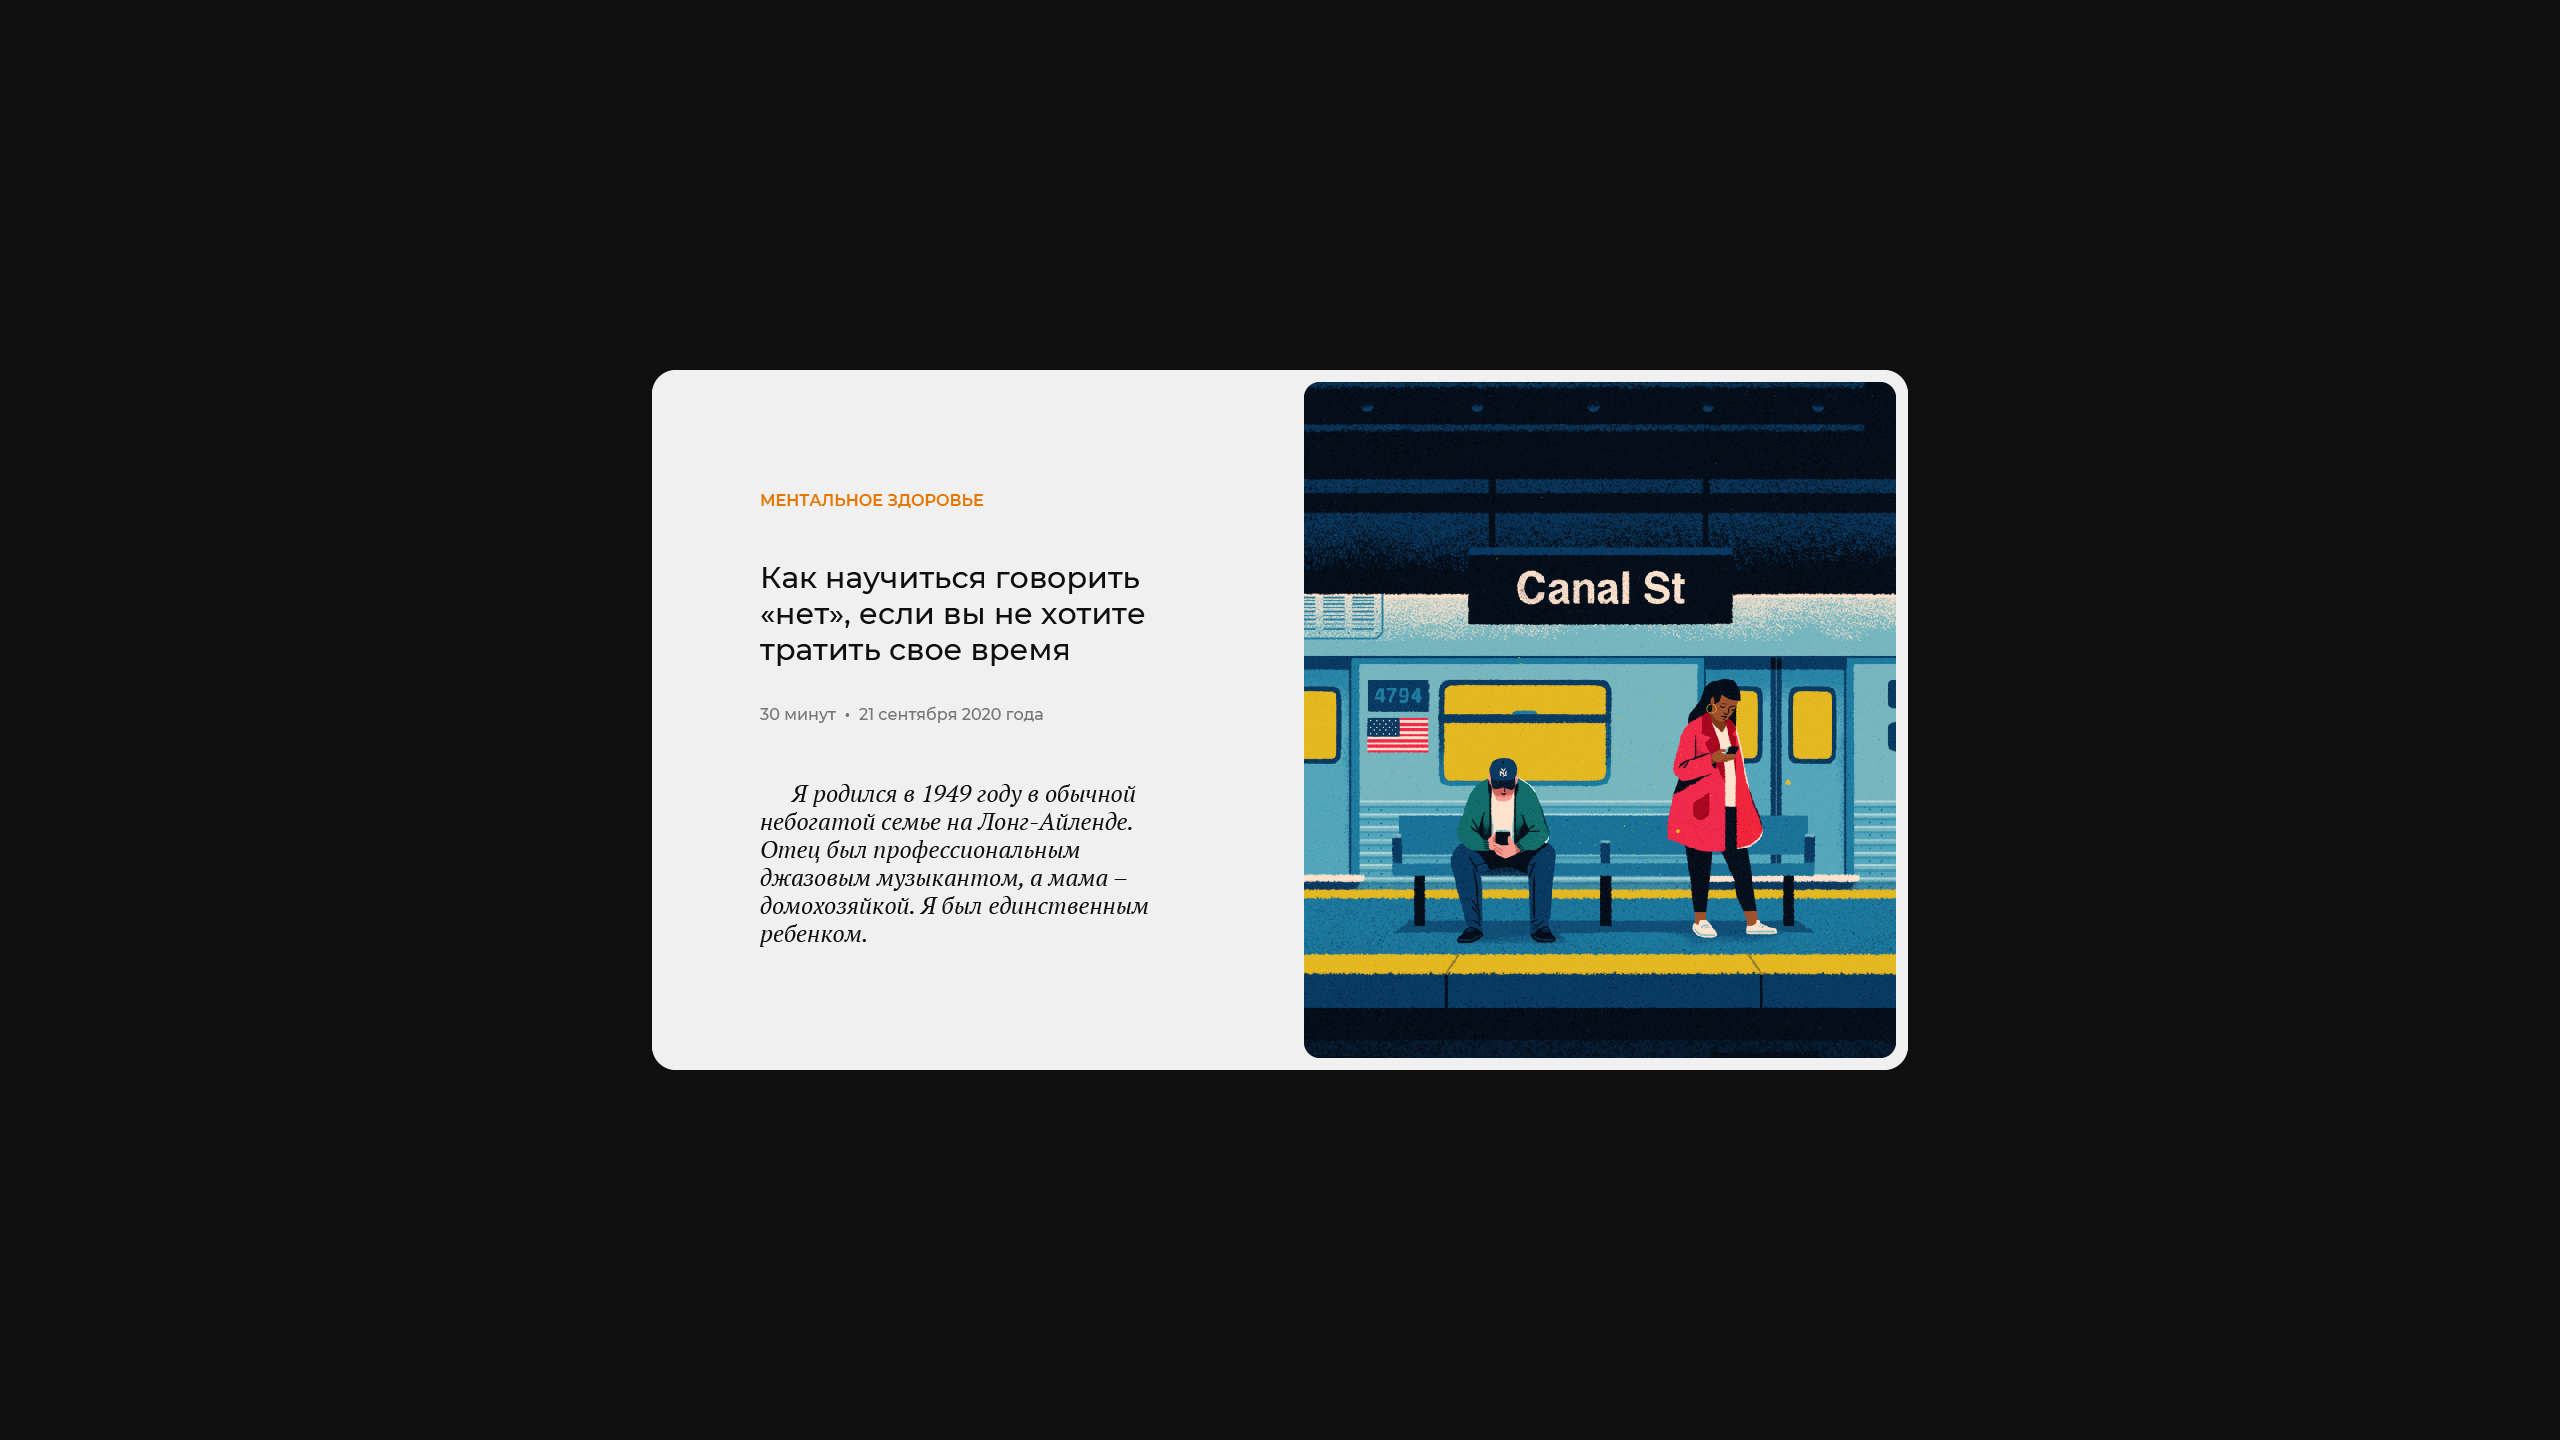 МЕНТАЛЬНОЕ ЗДОРОВЬЕ
Как научиться говорить
«нет», если вы не хотите
тратить свое время
30 минут • 21 сентября 2020 года
Я родился в 1949 году в обычной
небогатой семье на Лонг-Айленде.
Отец был профессиональным
джазовым музыкантом, а мама –
домохозяйкой. Я был единственным
ребенком.
Canal St
4794
NY